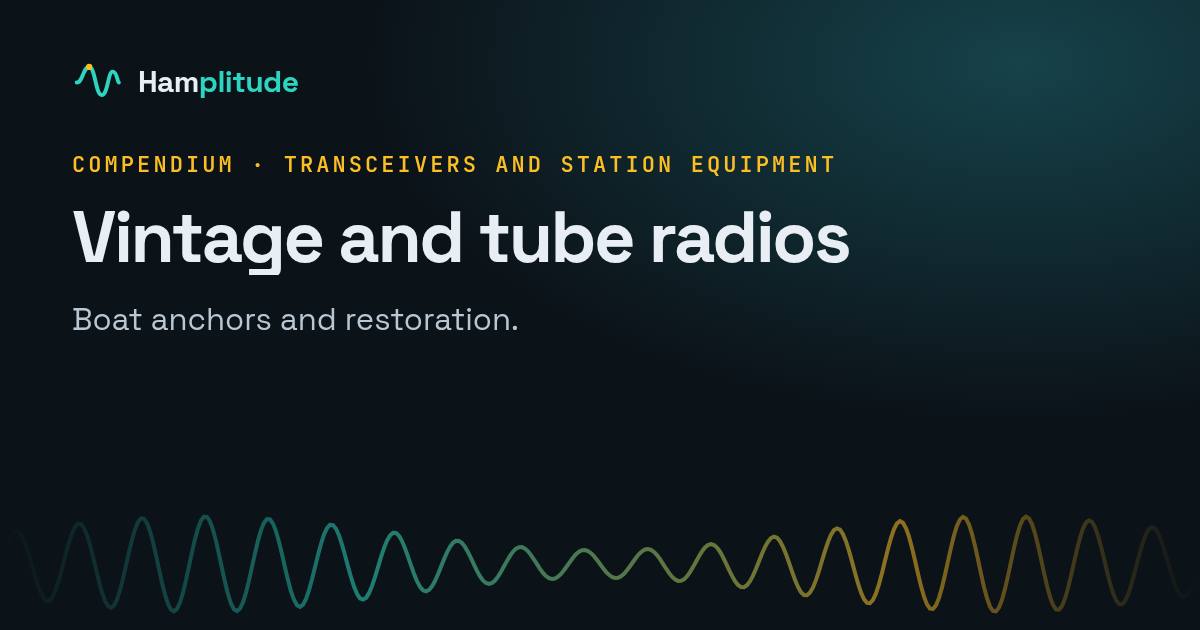 Hamplitude
COMPENDIUM · TRANSCEIVERS AND STATION EQUIPMENT
Vintage and tube radios
Boat anchors and restoration.